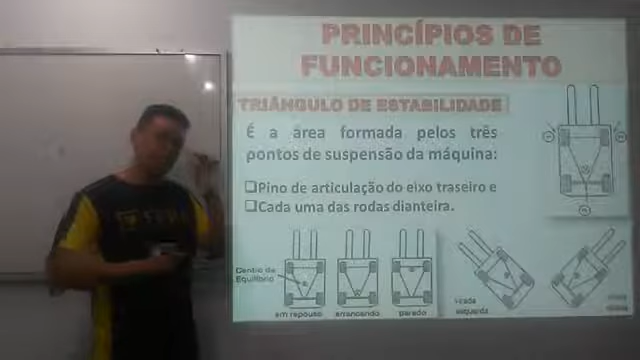 PRINCÍPIOS DE
FUNCIONAMENTO
TRIÂNGULO DE ESTABILIDADE
É a área formada pelos três
pontos de suspensão da máquina:
❑Pino de articulação do eixo traseiro e
❑Cada uma das rodas dianteira.
Centro de
Equilíbrio
em repouso
arrancando
parado
virada
esquerda